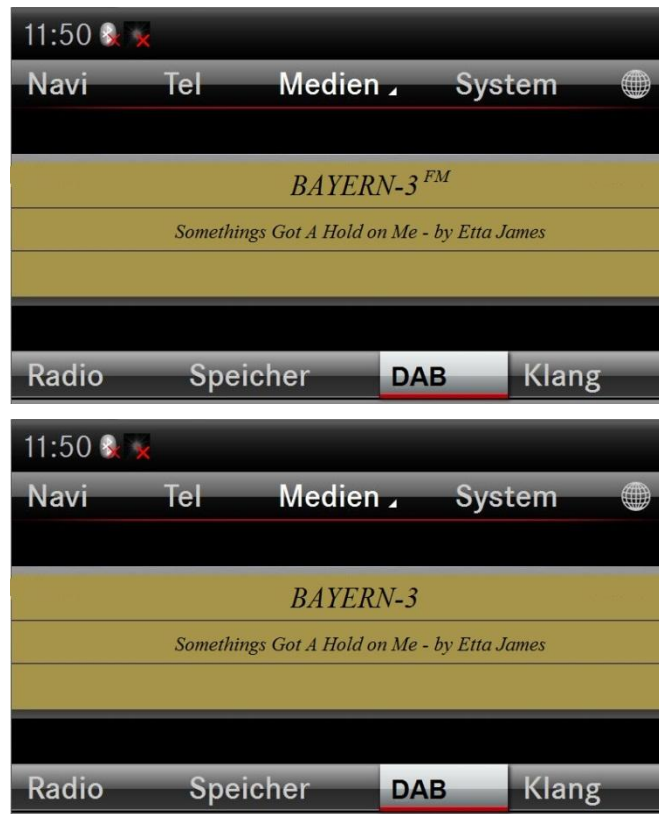 11:50
Navi Tel Medien System
BAYERN-3 FM
Somethings Got A Hold on Me - by Etta James
Radio Speicher DAB Klang
11:50
Navi Tel Medien System
BAYERN-3
Somethings Got A Hold on Me - by Etta James
Radio Speicher DAB Klang